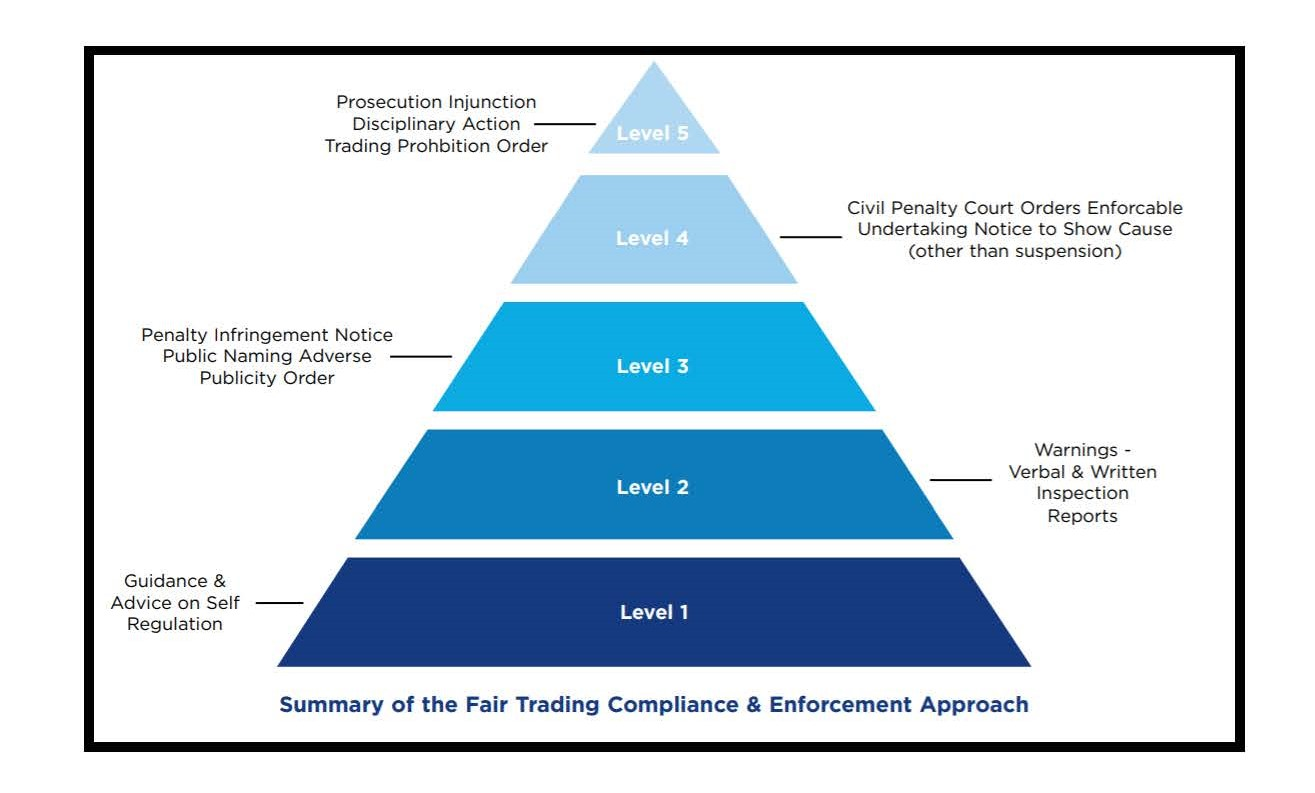 Prosecution Injunction
Disciplinary Action
Trading Prohbition Order
Level 5
Civil Penalty Court Orders Enforcable
Undertaking Notice to Show Cause
(other than suspension)
Level 4
Penalty Infringement Notice
Public Naming Adverse
Publicity Order
Level 3
Warnings -
Verbal & Written
Inspection
Reports
Level 2
Guidance &
Advice on Self
Regulation
Level 1
Summary of the Fair Trading Compliance & Enforcement Approach